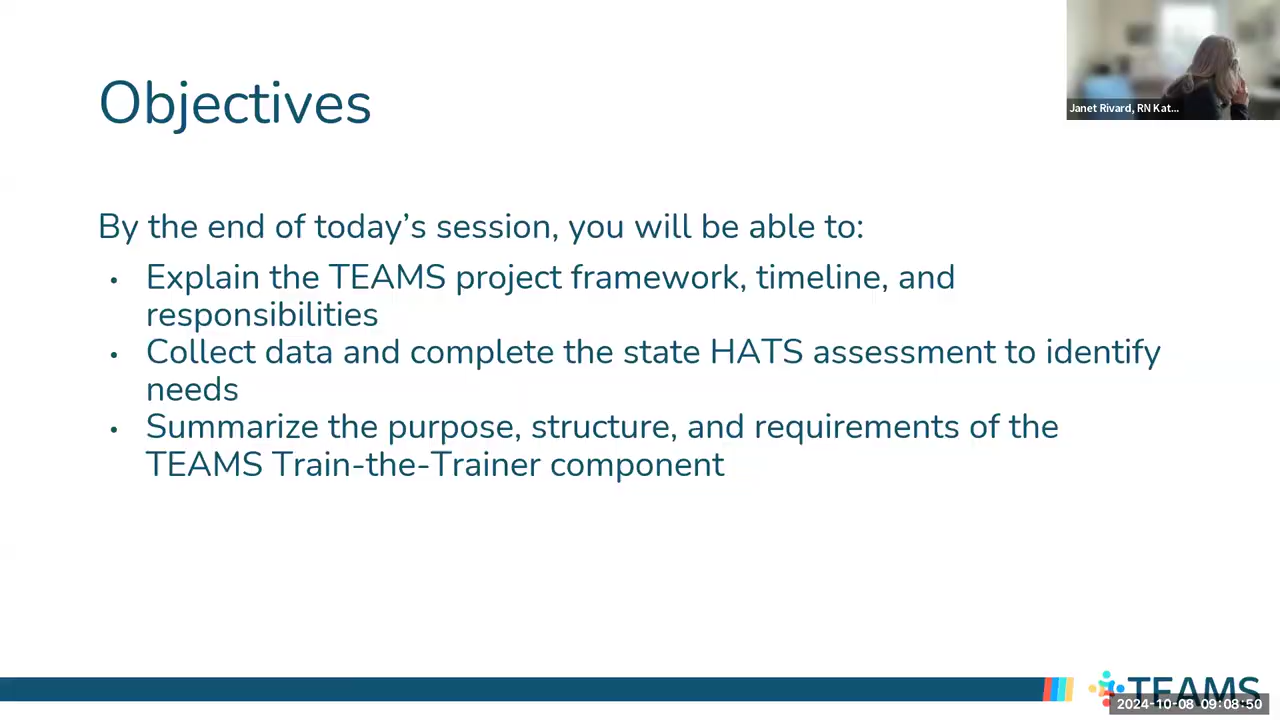 Objectives
Janet Rivard, RN Kat...
By the end of today’s session, you will be able to:
• Explain the TEAMS project framework, timeline, and
responsibilities
• Collect data and complete the state HATS assessment to identify
needs
• Summarize the purpose, structure, and requirements of the
TEAMS Train-the-Trainer component
TEAMS
2024-10-08 09:08:50